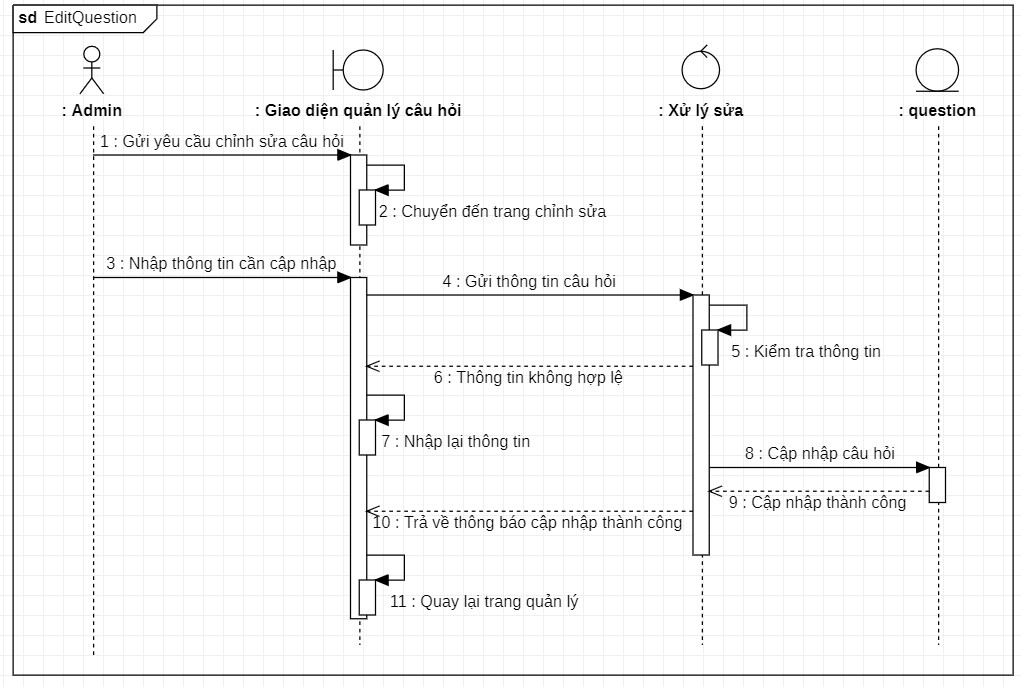 sd EditQuestion
: Admin
: Giao diện quản lý câu hỏi
: Xử lý sửa
: question
1 : Gửi yêu cầu chỉnh sửa câu hỏi
2 : Chuyển đến trang chỉnh sửa
3 : Nhập thông tin cần cập nhập
4 : Gửi thông tin câu hỏi
5 : Kiểm tra thông tin
6 : Thông tin không hợp lệ
7 : Nhập lại thông tin
8 : Cập nhập câu hỏi
9 : Cập nhập thành công
10 : Trả về thông báo cập nhập thành công
11 : Quay lại trang quản lý